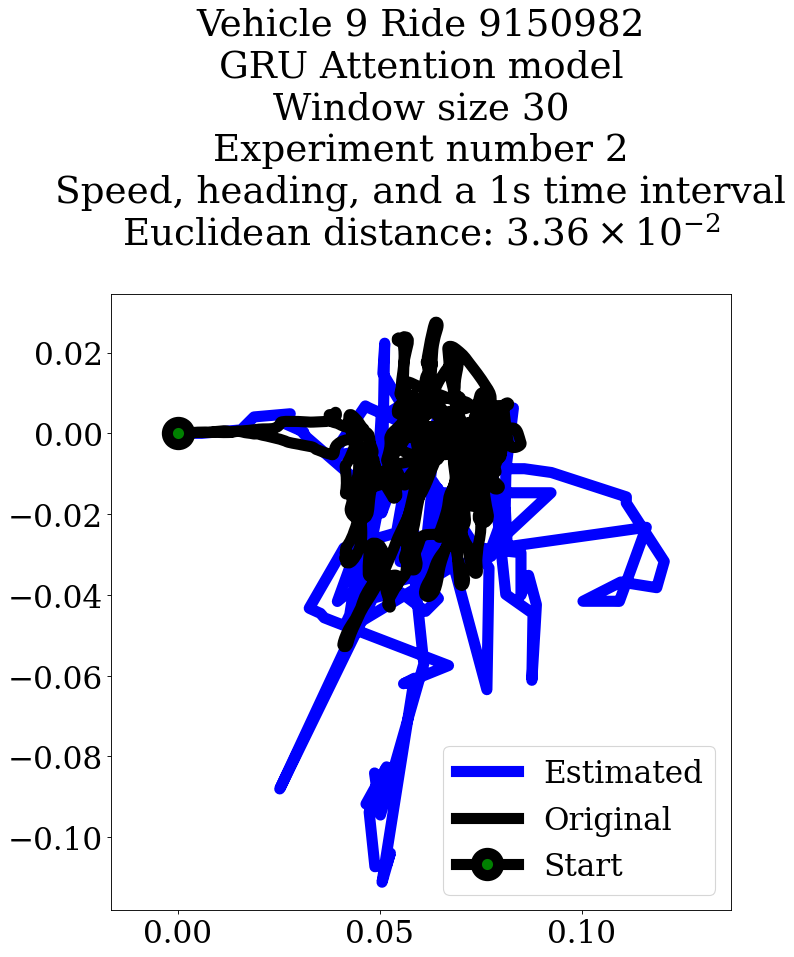 Vehicle 9 Ride 9150982
GRU Attention model
Window size 30
Experiment number 2
Speed, heading, and a 1s time interval
Euclidean distance: 3.36 × 10⁻²
0.02
0.00
−0.02
−0.04
−0.06
−0.08
−0.10
Estimated
Original
Start
0.00
0.05
0.10